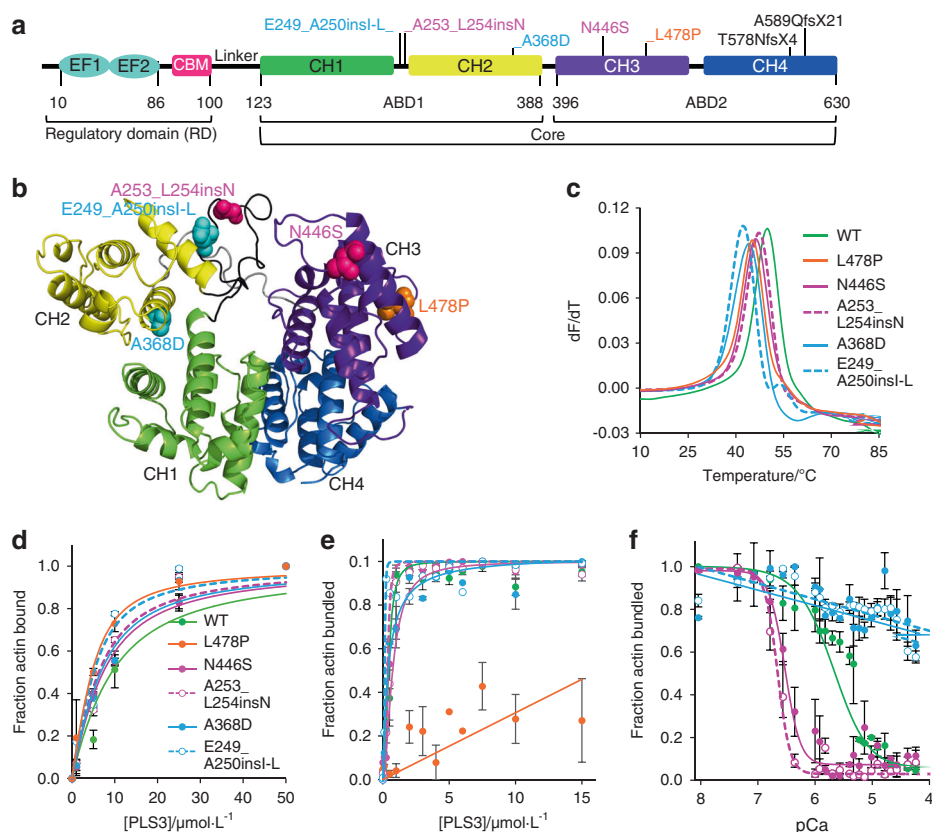 a
E249_A250insI-L_
_A253_L254insN
_A368D
N446S
_L478P
A589QfsX21
T578NfsX4
EF1
EF2
CBM
Linker
CH1
CH2
CH3
CH4
10
86
100
123
ABD1
388
396
ABD2
630
Regulatory domain (RD)
Core
b
A253_L254insN
E249_A250insI-L
N446S
CH3
CH2
L478P
A368D
CH1
CH4
c
0.12
0.09
0.06
0.03
0.00
-0.03
dF/dT
10
25
40
55
70
85
Temperature/°C
WT
L478P
N446S
A253_
L254insN
A368D
E249_
A250insI-L
d
1.0
0.8
0.6
0.4
0.2
0.0
Fraction actin bound
0
10
20
30
40
50
[PLS3]/µmol·L-1
WT
L478P
N446S
A253_
L254insN
A368D
E249_
A250insI-L
e
0.1
0.8
0.6
0.4
0.2
0.0
Fraction actin bundled
0
5
10
15
[PLS3]/µmol·L-1
f
1.0
0.8
0.6
0.4
0.2
0.0
Fraction actin bundled
8
7
6
5
4
pCa